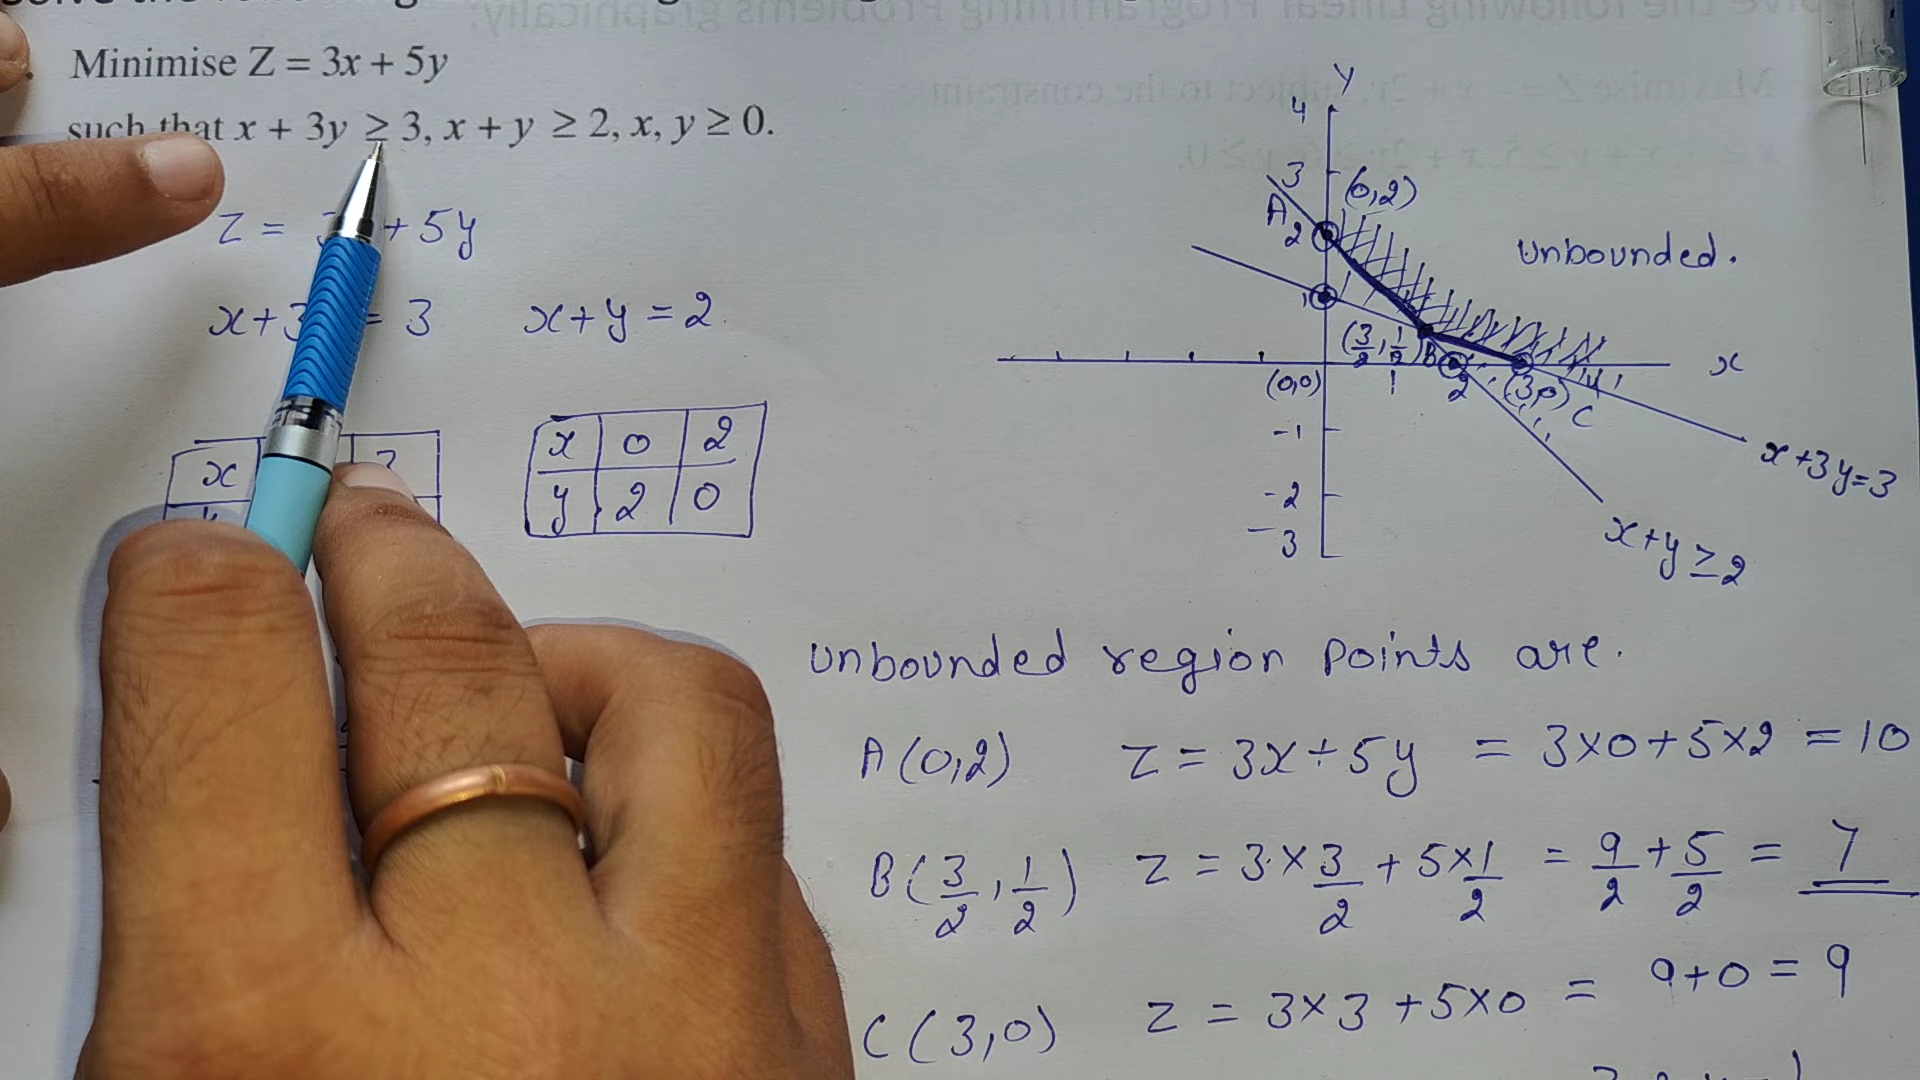 Minimise Z = 3x + 5y
such that x + 3y ≥ 3, x + y ≥ 2, x, y ≥ 0.
Z = + 5y
x+3 = 3 x+y = 2
x
x 0 2
y 2 0
y
4
3 (0,2)
A 2
unbounded.
1
(3/2, 1/2) B
x
(0,0) 1 2 (3,0) C
-1
-2
-3
x+3y=3
x+y ≥ 2
unbounded region points are.
A (0,2) Z = 3x+5y = 3×0+5×2 = 10
B (3/2, 1/2) Z = 3×3/2 + 5×1/2 = 9/2 + 5/2 = 7
C (3,0) Z = 3×3 +5×0 = 9+0 = 9